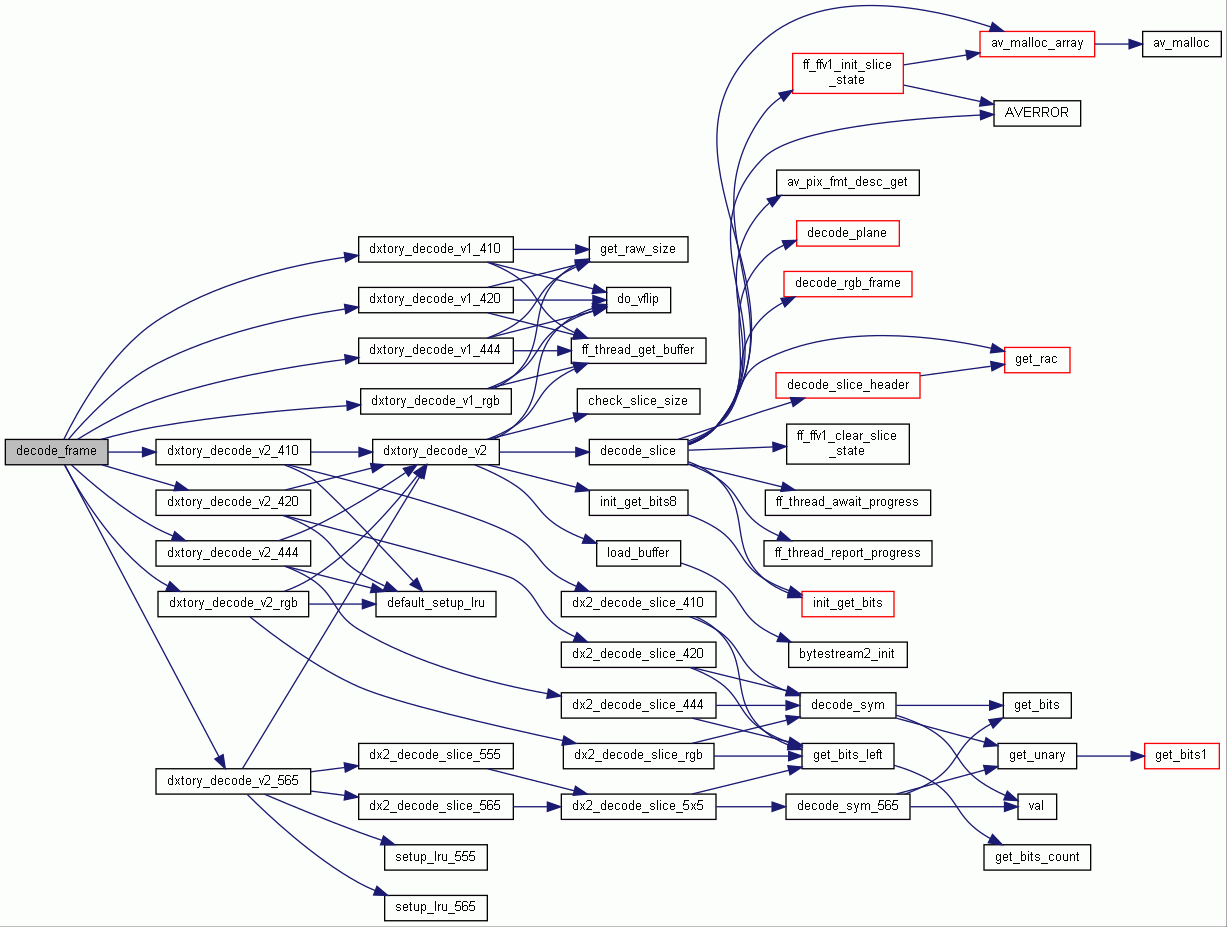 decode_frame
dxtory_decode_v1_410
dxtory_decode_v1_420
dxtory_decode_v1_444
dxtory_decode_v1_rgb
dxtory_decode_v2_410
dxtory_decode_v2_420
dxtory_decode_v2_444
dxtory_decode_v2_rgb
dxtory_decode_v2_565
dxtory_decode_v2
default_setup_lru
dx2_decode_slice_555
dx2_decode_slice_565
setup_lru_555
setup_lru_565
get_raw_size
do_vflip
ff_thread_get_buffer
check_slice_size
decode_slice
init_get_bits8
load_buffer
dx2_decode_slice_410
dx2_decode_slice_420
dx2_decode_slice_444
dx2_decode_slice_rgb
dx2_decode_slice_5x5
ff_ffv1_init_slice
_state
av_pix_fmt_desc_get
decode_plane
decode_rgb_frame
decode_slice_header
ff_ffv1_clear_slice
_state
ff_thread_await_progress
ff_thread_report_progress
init_get_bits
bytestream2_init
decode_sym
get_bits_left
decode_sym_565
av_malloc_array
AVERROR
get_rac
get_bits
get_unary
val
get_bits_count
av_malloc
get_bits1